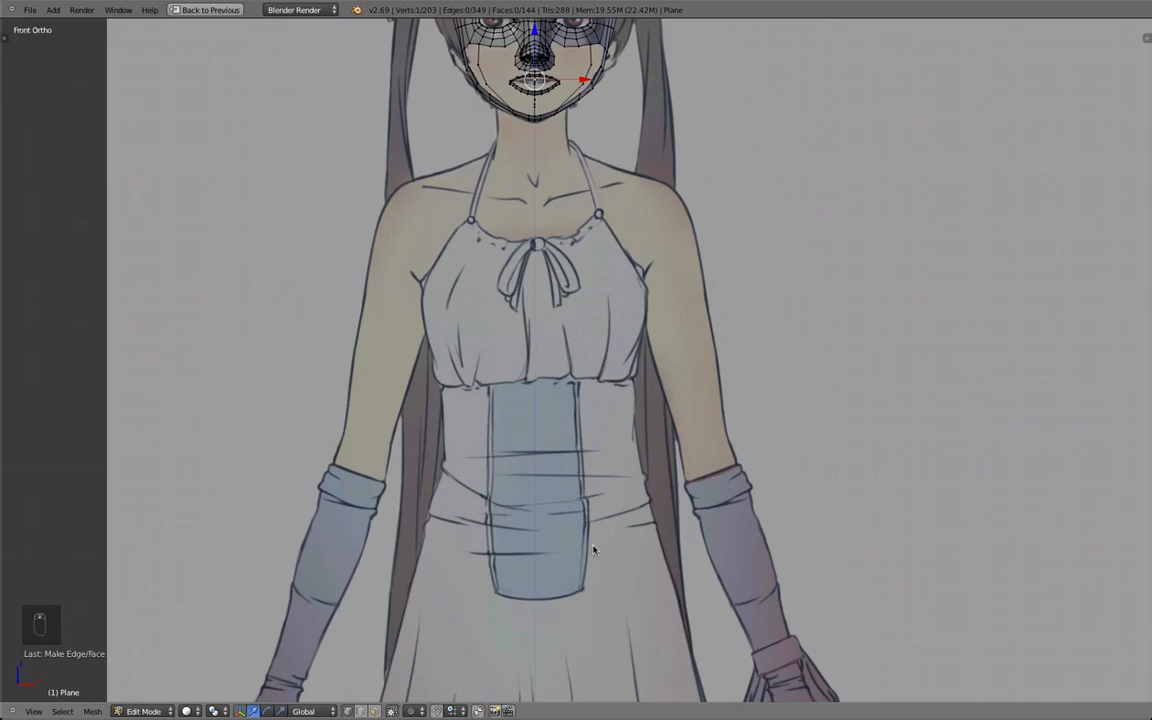 File Add Render Window Help Back to Previous Blender Render v2.69 | Verts:1/203 | Edges:0/349 | Faces:0/144 | Tris:288 | Mem:19.55M (22.42M) | Plane
Front Ortho
Last: Make Edge/Face
z
(1) Plane
View Select Mesh Edit Mode Global